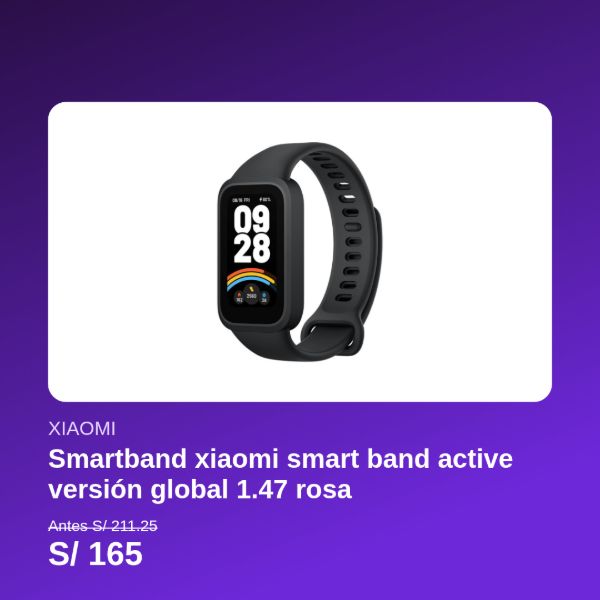 09
28
XIAOMI
Smartband xiaomi smart band active
versión global 1.47 rosa
Antes S/ 211.25
S/ 165